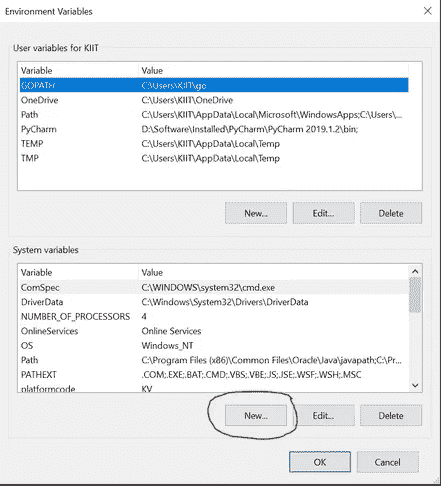 Environment Variables
User variables for KIIT
Variable Value
GOPATH C:\Users\KIIT\go
OneDrive C:\Users\KIIT\OneDrive
Path C:\Users\KIIT\AppData\Local\Microsoft\WindowsApps;C:\Users\...
PyCharm D:\Software\Installed\PyCharm\PyCharm 2019.1.2\bin;
TEMP C:\Users\KIIT\AppData\Local\Temp
TMP C:\Users\KIIT\AppData\Local\Temp
New... Edit... Delete
System variables
Variable Value
ComSpec C:\WINDOWS\system32\cmd.exe
DriverData C:\Windows\System32\Drivers\DriverData
NUMBER_OF_PROCESSORS 4
OnlineServices Online Services
OS Windows_NT
Path C:\Program Files (x86)\Common Files\Oracle\Java\javapath;C:\Pr...
PATHEXT .COM;.EXE;.BAT;.CMD;.VBS;.VBE;.JS;.JSE;.WSF;.WSH;.MSC
platformcode KV
New... Edit... Delete
OK Cancel